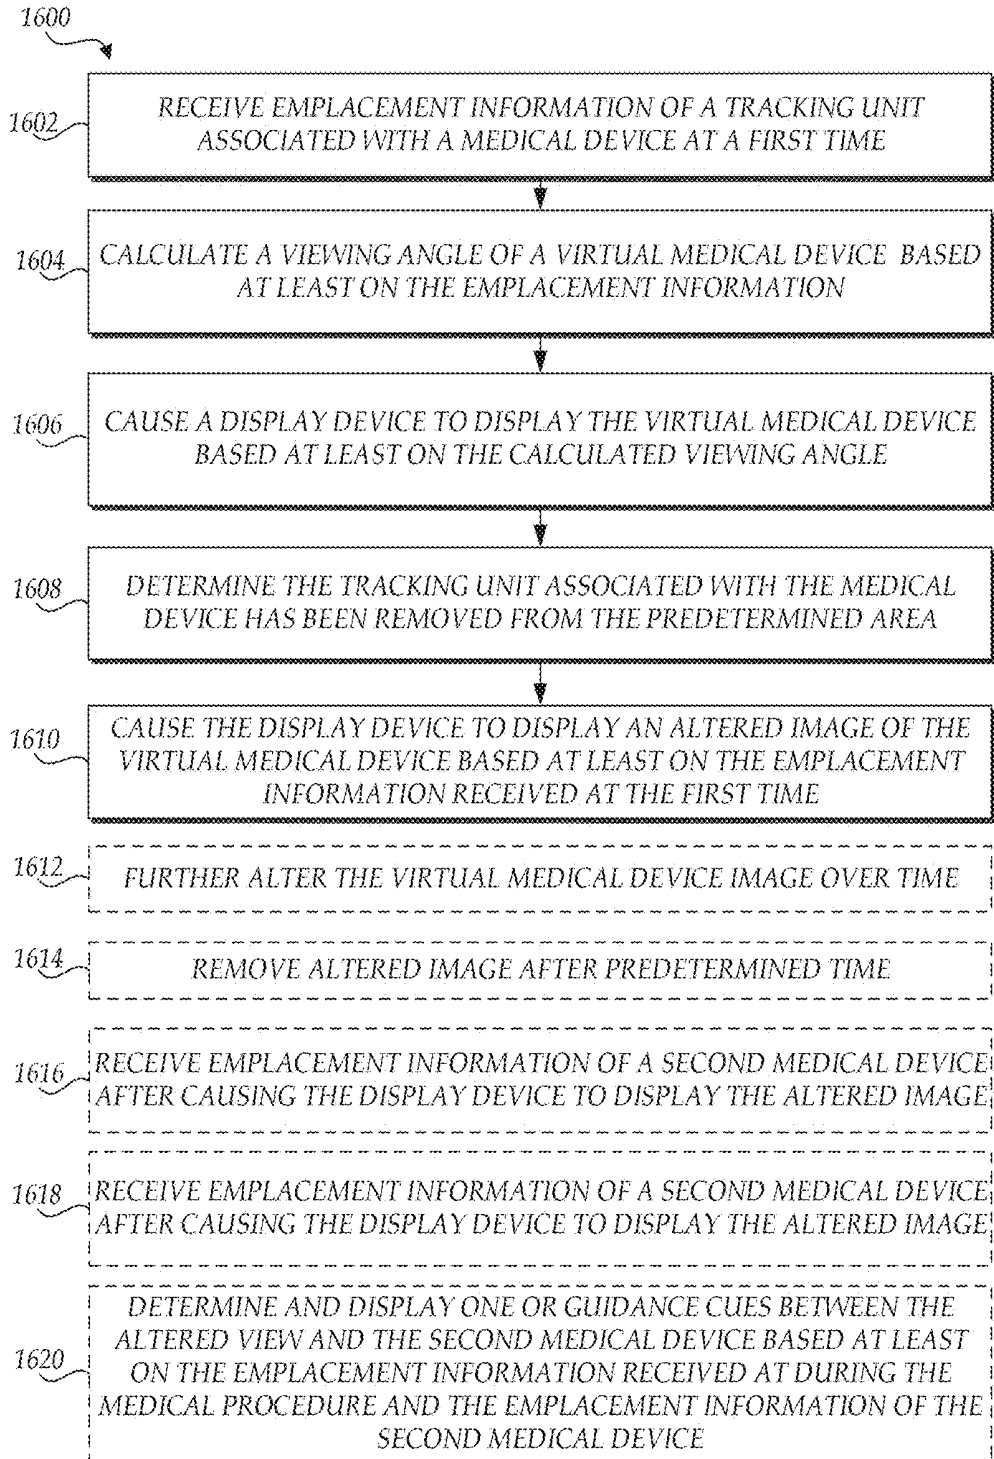 1600
1602
RECEIVE EMPLACEMENT INFORMATION OF A TRACKING UNIT
ASSOCIATED WITH A MEDICAL DEVICE AT A FIRST TIME
1604
CALCULATE A VIEWING ANGLE OF A VIRTUAL MEDICAL DEVICE BASED
AT LEAST ON THE EMPLACEMENT INFORMATION
1606
CAUSE A DISPLAY DEVICE TO DISPLAY THE VIRTUAL MEDICAL DEVICE
BASED AT LEAST ON THE CALCULATED VIEWING ANGLE
1608
DETERMINE THE TRACKING UNIT ASSOCIATED WITH THE MEDICAL
DEVICE HAS BEEN REMOVED FROM THE PREDETERMINED AREA
1610
CAUSE THE DISPLAY DEVICE TO DISPLAY AN ALTERED IMAGE OF THE
VIRTUAL MEDICAL DEVICE BASED AT LEAST ON THE EMPLACEMENT
INFORMATION RECEIVED AT THE FIRST TIME
1612
FURTHER ALTER THE VIRTUAL MEDICAL DEVICE IMAGE OVER TIME
1614
REMOVE ALTERED IMAGE AFTER PREDETERMINED TIME
1616
RECEIVE EMPLACEMENT INFORMATION OF A SECOND MEDICAL DEVICE
AFTER CAUSING THE DISPLAY DEVICE TO DISPLAY THE ALTERED IMAGE
1618
RECEIVE EMPLACEMENT INFORMATION OF A SECOND MEDICAL DEVICE
AFTER CAUSING THE DISPLAY DEVICE TO DISPLAY THE ALTERED IMAGE
1620
DETERMINE AND DISPLAY ONE OR GUIDANCE CUES BETWEEN THE
ALTERED VIEW AND THE SECOND MEDICAL DEVICE BASED AT LEAST
ON THE EMPLACEMENT INFORMATION RECEIVED AT DURING THE
MEDICAL PROCEDURE AND THE EMPLACEMENT INFORMATION OF THE
SECOND MEDICAL DEVICE